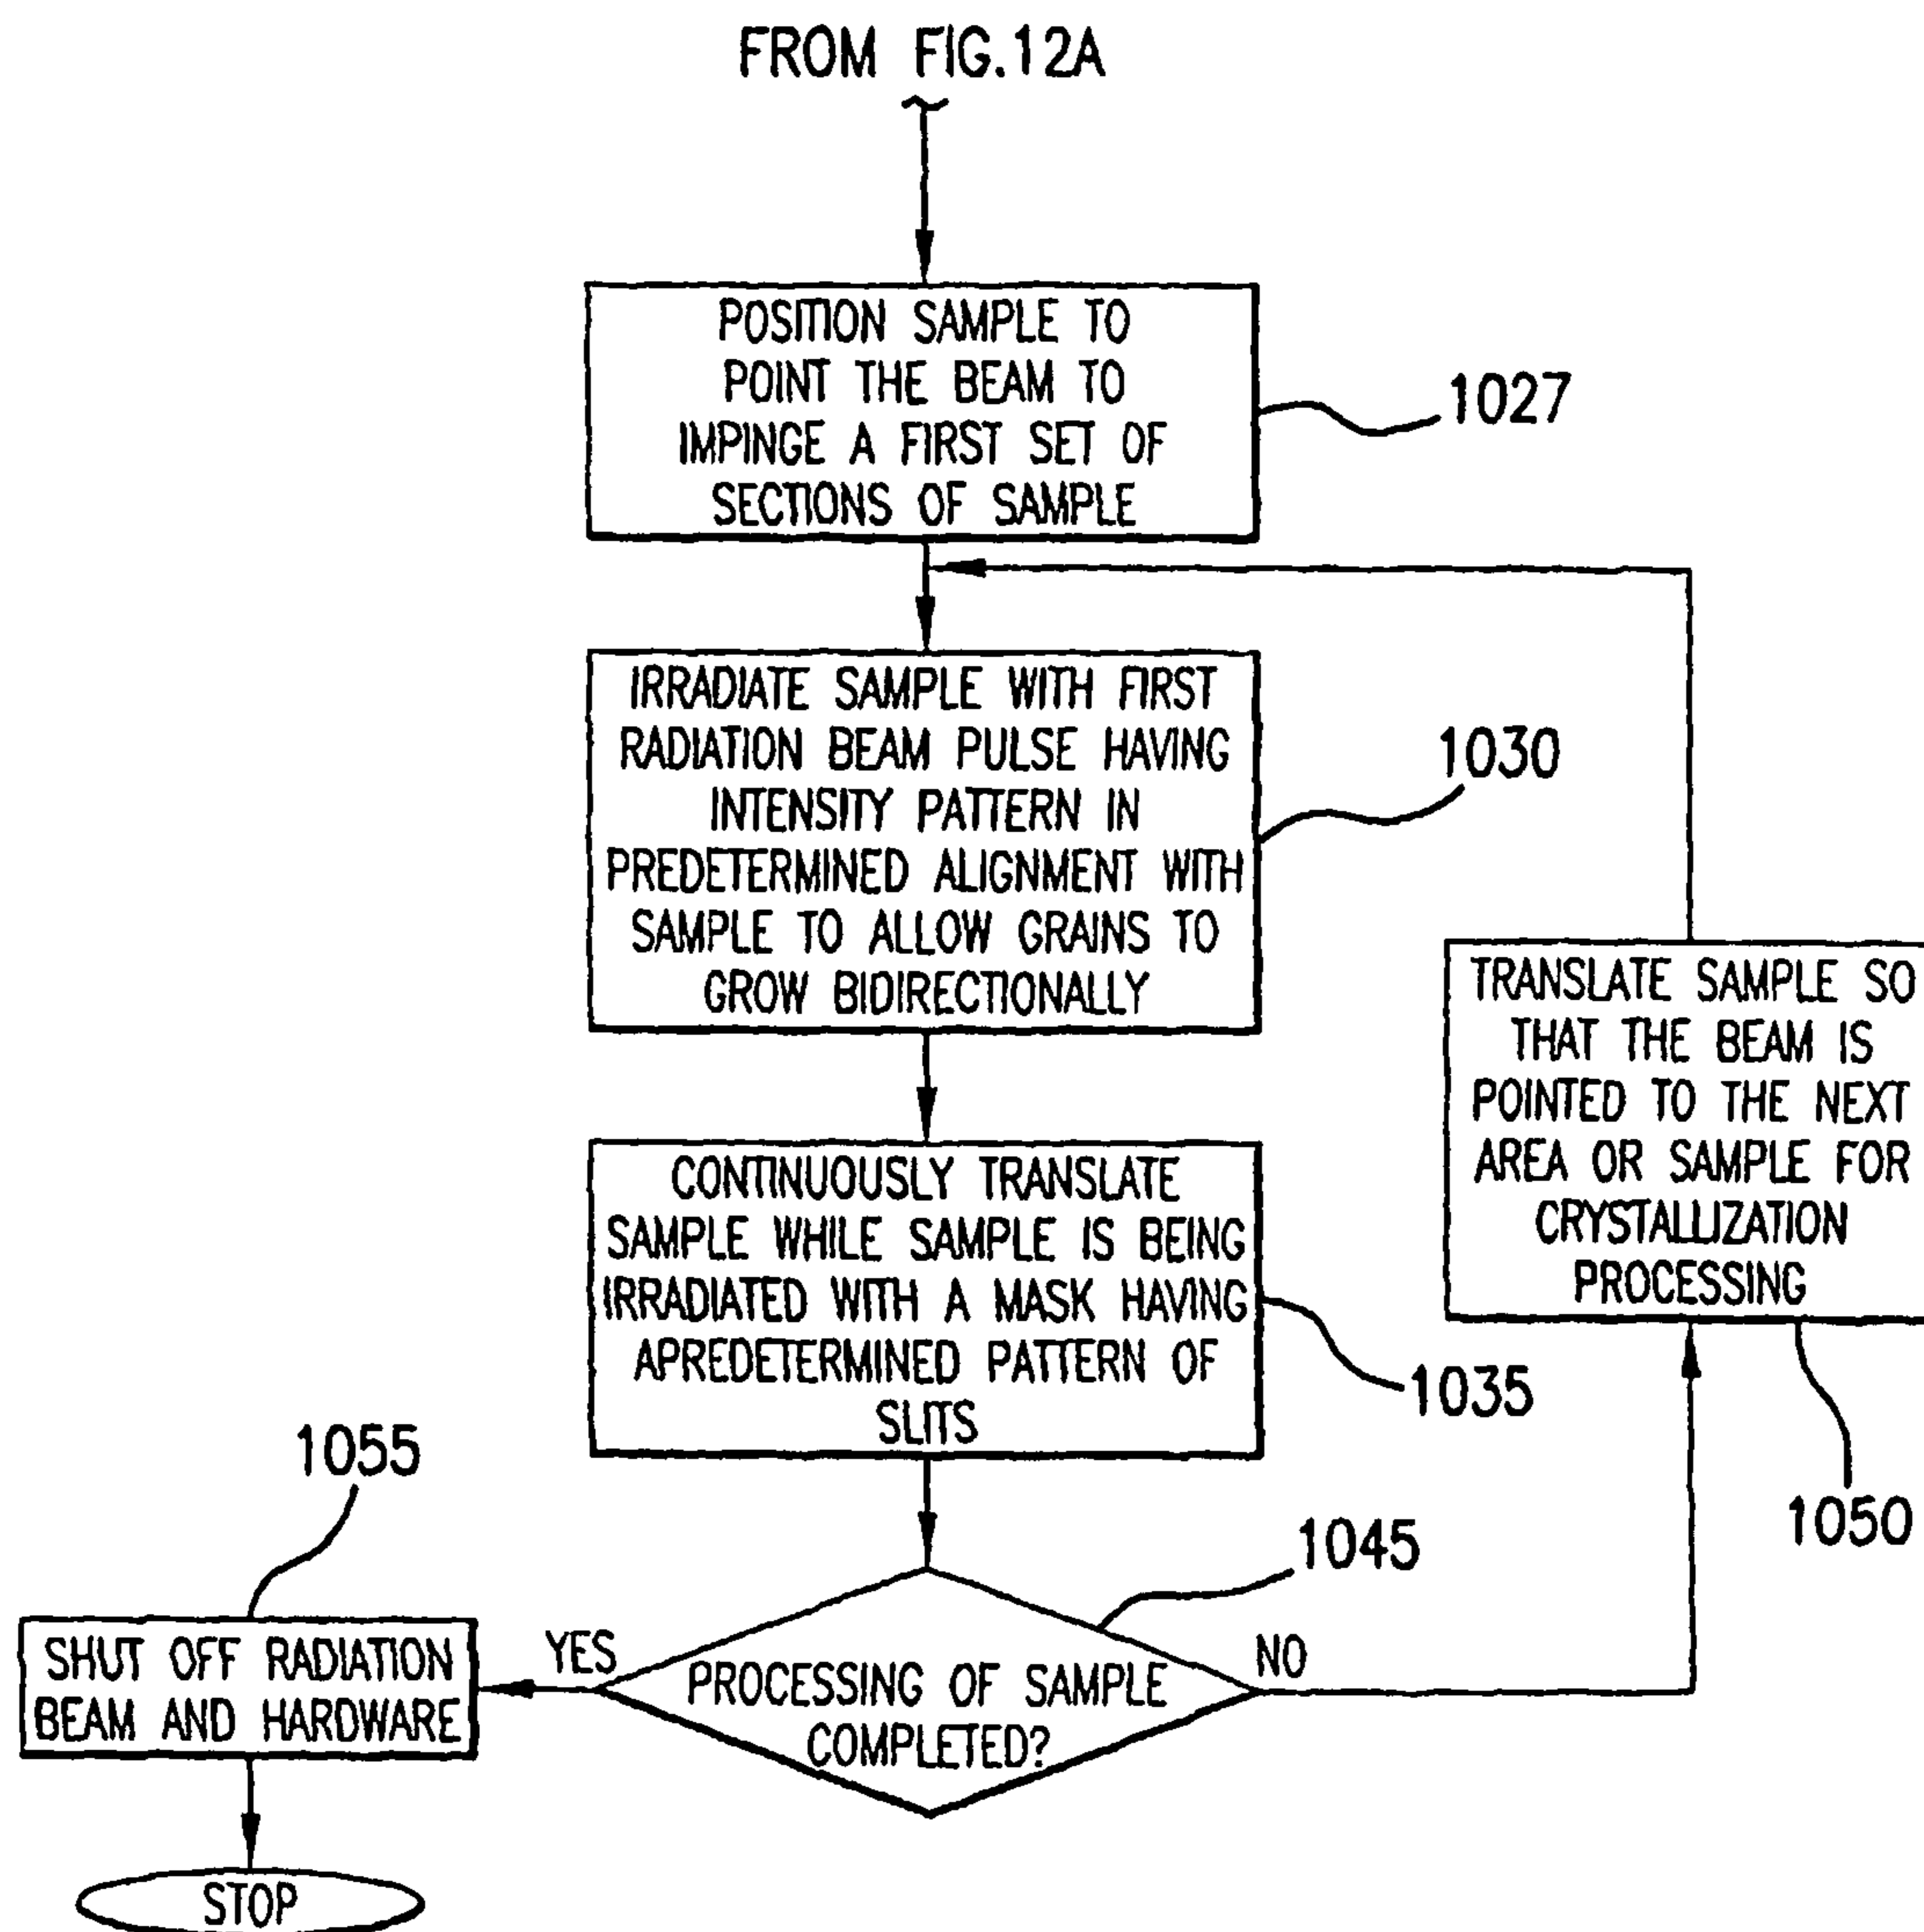 FROM FIG.12A
POSITION SAMPLE TO
POINT THE BEAM TO
IMPINGE A FIRST SET OF
SECTIONS OF SAMPLE
1027
IRRADIATE SAMPLE WITH FIRST
RADIATION BEAM PULSE HAVING
INTENSITY PATTERN IN
PREDETERMINED ALIGNMENT WITH
SAMPLE TO ALLOW GRAINS TO
GROW BIDIRECTIONALLY
1030
TRANSLATE SAMPLE SO
THAT THE BEAM IS
POINTED TO THE NEXT
AREA OR SAMPLE FOR
CRYSTALLIZATION
PROCESSING
1050
CONTINUOUSLY TRANSLATE
SAMPLE WHILE SAMPLE IS BEING
IRRADIATED WITH A MASK HAVING
APREDETERMINED PATTERN OF
SLITS
1035
1045
PROCESSING OF SAMPLE
COMPLETED?
YES
NO
1055
SHUT OFF RADIATION
BEAM AND HARDWARE
STOP